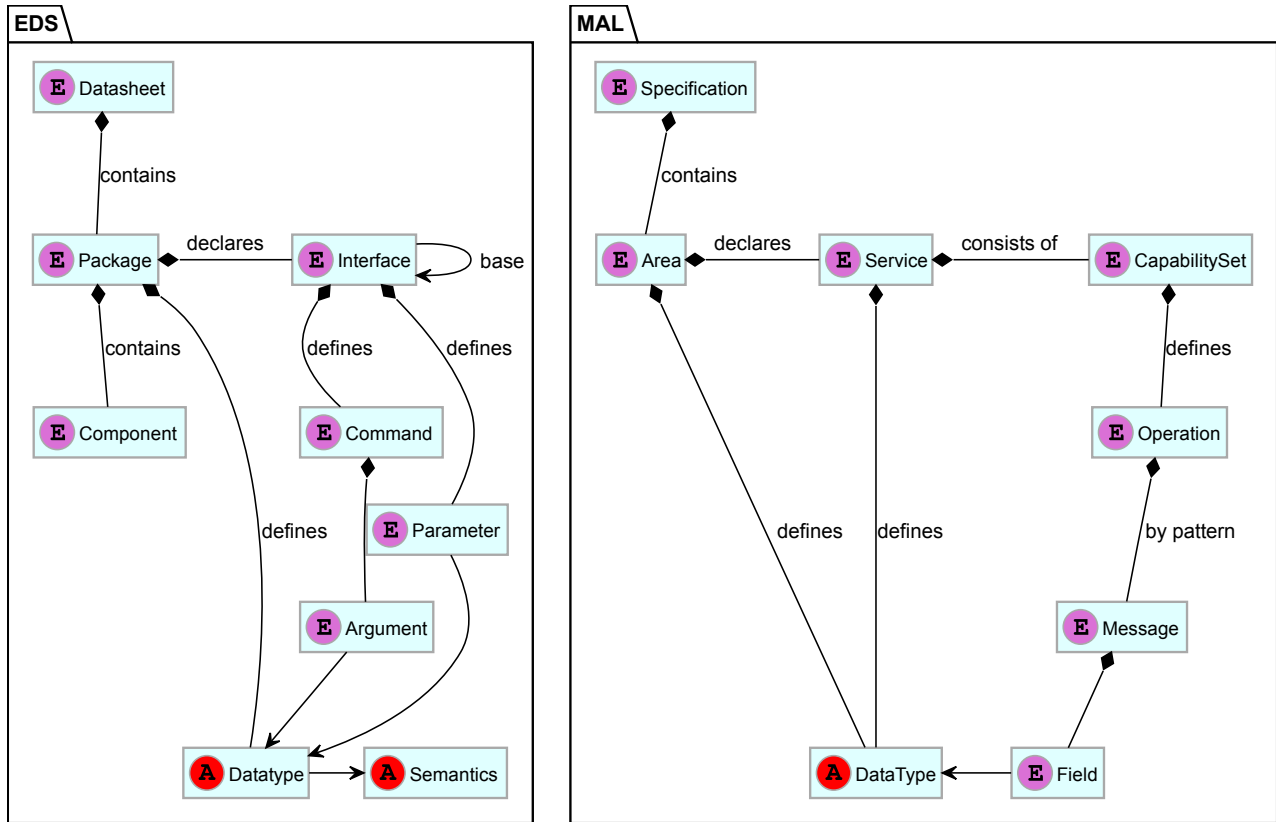 EDS
E Datasheet
contains
E Package
declares
E Interface
base
contains
defines
defines
E Component
E Command
defines
E Parameter
E Argument
A Datatype
A Semantics
MAL
E Specification
contains
E Area
declares
E Service
consists of
E CapabilitySet
defines
E Operation
defines
defines
by pattern
E Message
A DataType
E Field